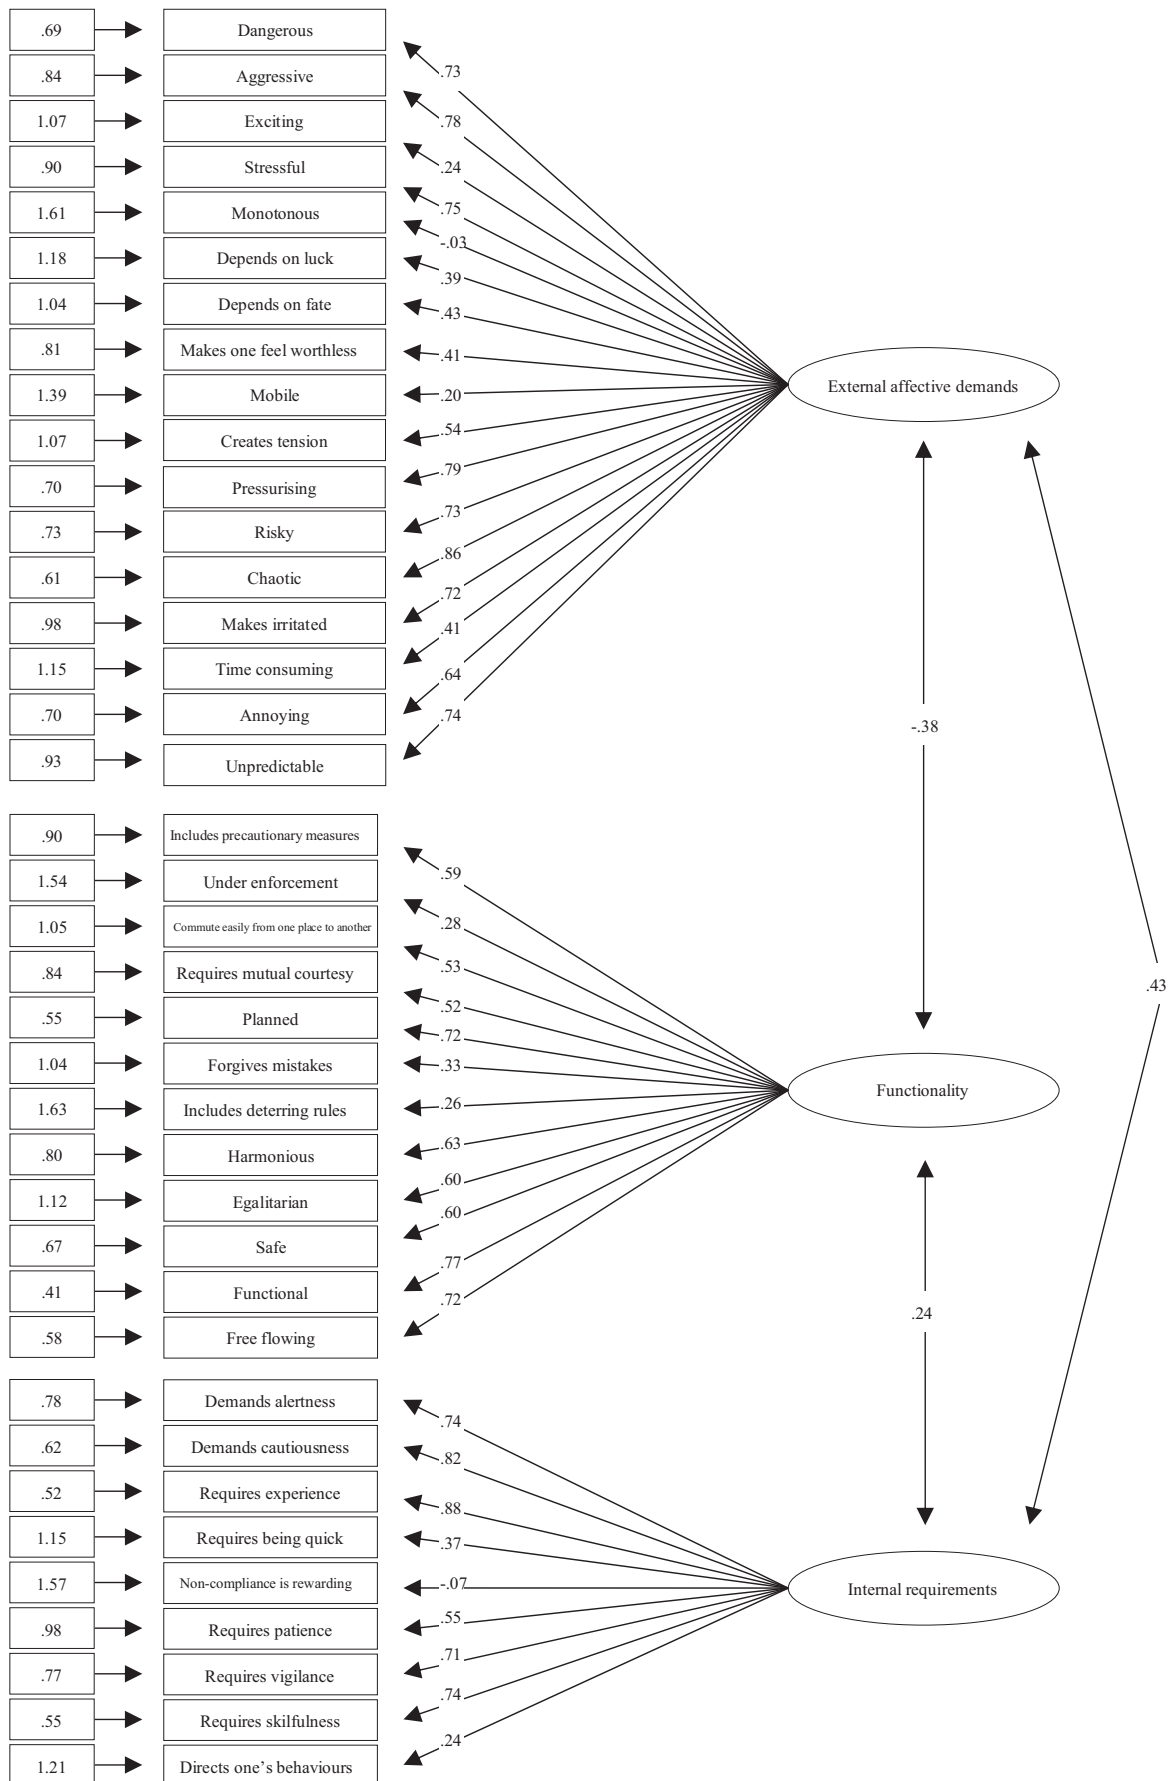 .69 Dangerous
.73
.84 Aggressive
.78
1.07 Exciting
.24
.90 Stressful
.75
1.61 Monotonous
-.03
1.18 Depends on luck
.39
1.04 Depends on fate
.43
.81 Makes one feel worthless
.41
1.39 Mobile
.20
External affective demands
1.07 Creates tension
.54
.70 Pressurising
.79
.73 Risky
.73
.61 Chaotic
.86
.98 Makes irritated
.72
1.15 Time consuming
.41
.70 Annoying
.64
.93 Unpredictable
.74
-.38
.90 Includes precautionary measures
.59
1.54 Under enforcement
.28
1.05 Commute easily from one place to another
.53
.84 Requires mutual courtesy
.52
.43
.55 Planned
.72
1.04 Forgives mistakes
.33
Functionality
1.63 Includes deterring rules
.26
.80 Harmonious
.63
1.12 Egalitarian
.60
.67 Safe
.60
.41 Functional
.77
.58 Free flowing
.72
.24
.78 Demands alertness
.74
.62 Demands cautiousness
.82
.52 Requires experience
.88
1.15 Requires being quick
.37
1.57 Non-compliance is rewarding
-.07
Internal requirements
.98 Requires patience
.55
.77 Requires vigilance
.71
.55 Requires skilfulness
.74
1.21 Directs one’s behaviours
.24